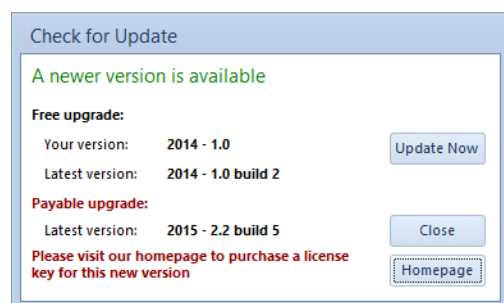 Check for Update
A newer version is available
Free upgrade:
Your version: 2014 - 1.0
Update Now
Latest version: 2014 - 1.0 build 2
Payable upgrade:
Latest version: 2015 - 2.2 build 5
Close
Please visit our homepage to purchase a license
key for this new version
Homepage